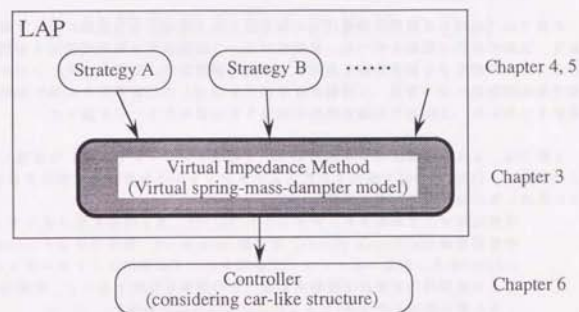 LAP
Strategy A
Strategy B
......
Chapter 4, 5
Virtual Impedance Method
(Virtual spring-mass-dampter model)
Chapter 3
Controller
(considering car-like structure)
Chapter 6